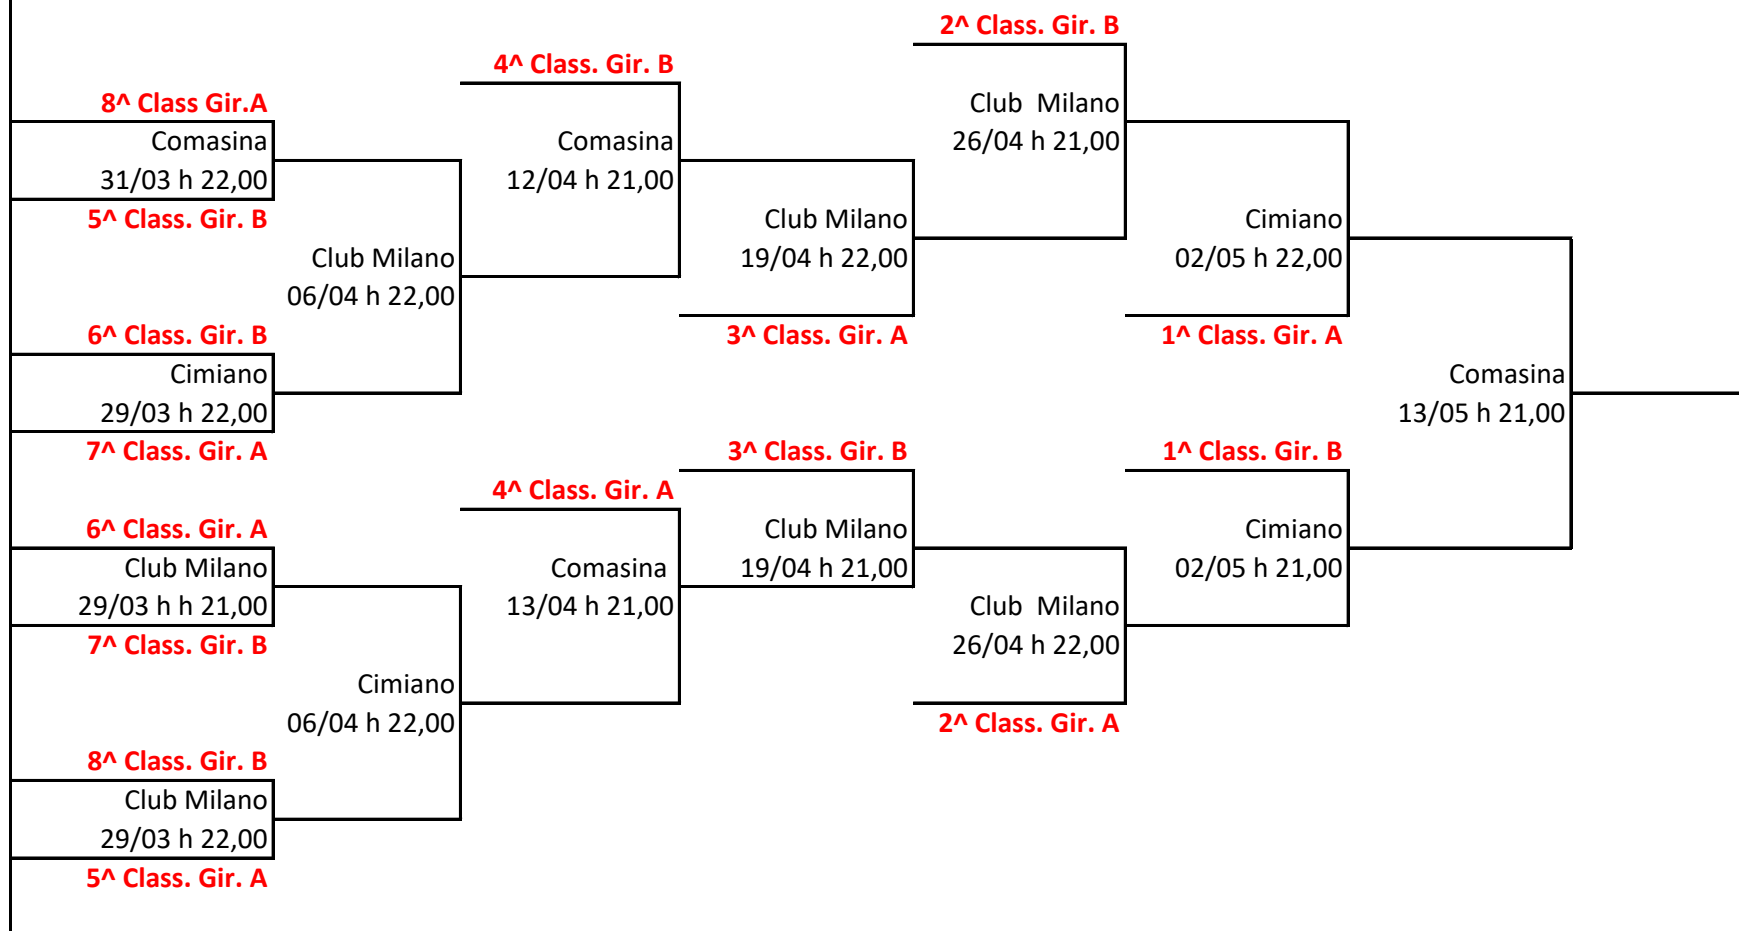 2^ Class. Gir. B
4^ Class. Gir. B
8^ Class Gir.A
Club  Milano
26/04 h 21,00
Comasina
31/03 h 22,00
Comasina
12/04 h 21,00
5^ Class. Gir. B
Club Milano
19/04 h 22,00
Cimiano
02/05 h 22,00
Club Milano
06/04 h 22,00
6^ Class. Gir. B
3^ Class. Gir. A
1^ Class. Gir. A
Cimiano
29/03 h 22,00
Comasina
13/05 h 21,00
7^ Class. Gir. A
3^ Class. Gir. B
1^ Class. Gir. B
4^ Class. Gir. A
6^ Class. Gir. A
Club Milano
29/03 h h 21,00
Comasina
13/04 h 21,00
Club Milano
19/04 h 21,00
Cimiano
02/05 h 21,00
Club  Milano
26/04 h 22,00
7^ Class. Gir. B
Cimiano
06/04 h 22,00
2^ Class. Gir. A
8^ Class. Gir. B
Club Milano
29/03 h 22,00
5^ Class. Gir. A